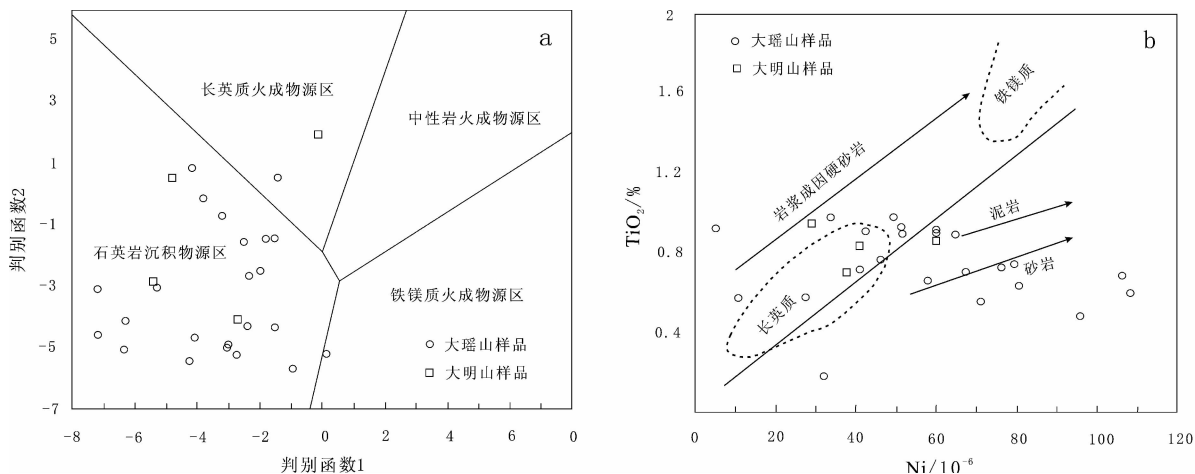 a
5
3
1
-1
-3
-5
-7
判别函数2
长英质火成物源区
中性岩火成物源区
石英岩沉积物源区
铁镁质火成物源区
大瑶山样品
大明山样品
-8 -6 -4 -2 0 2 4 6 0
判别函数1
b
2
1.6
1.2
0.8
0.4
TiO₂/%
大瑶山样品
大明山样品
铁镁质
岩浆成因硬砂岩
泥岩
砂岩
长英质
0 20 40 60 80 100 120
Ni/10⁻⁶